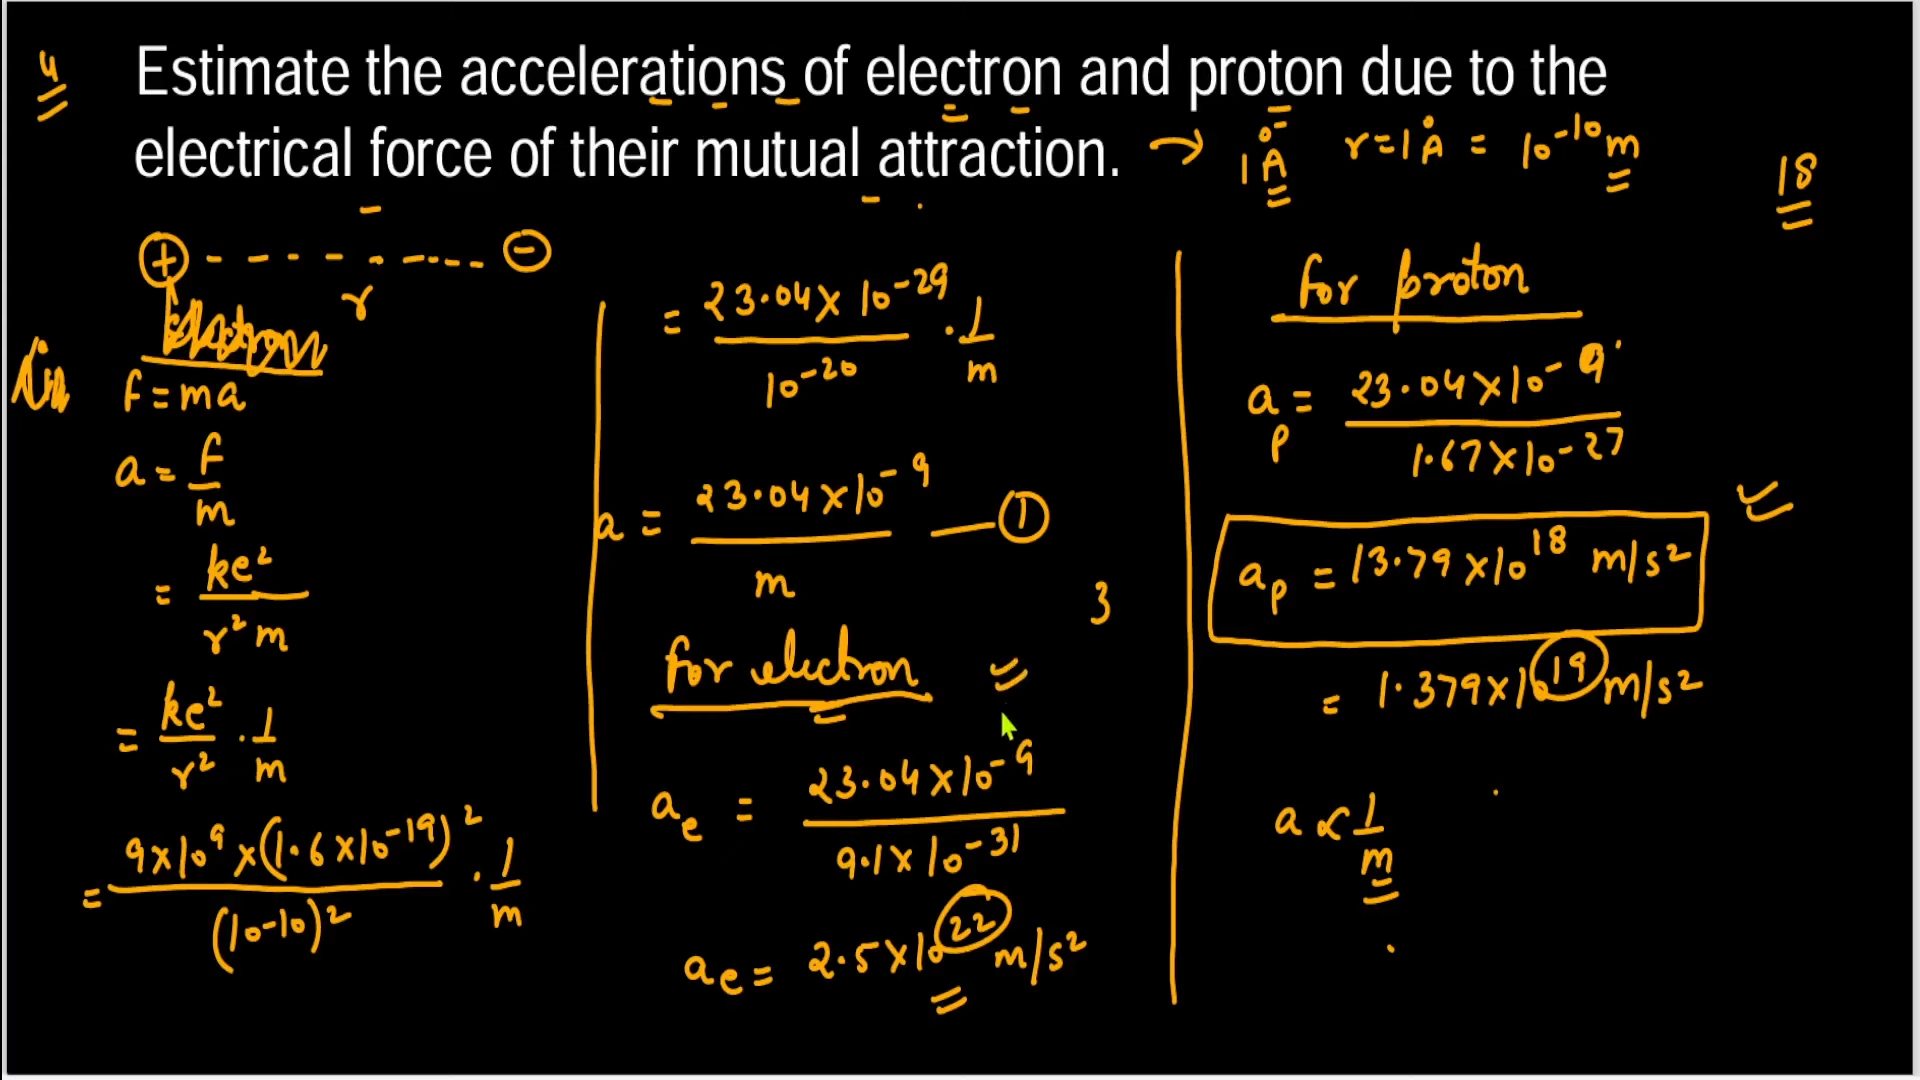 4
Estimate the accelerations of electron and proton due to the
electrical force of their mutual attraction. → 1Å r=1Å = 10⁻¹⁰m
18
+ - - - - - - - -
r
f=ma
a = f/m
= ke²/r²m
= ke²/r² · 1/m
= 9×10⁹×(1.6×10⁻¹⁹)²/(10-10)² · 1/m
= 23.04×10⁻²⁹/10⁻²⁰ · 1/m
a = 23.04×10⁻⁹/m — ①
3
for electron
aₑ = 23.04×10⁻⁹/9.1×10⁻³¹
aₑ = 2.5×10²² m/s²
for proton
aₚ = 23.04×10⁻⁹/1.67×10⁻²⁷
aₚ = 13.79×10¹⁸ m/s²
= 1.379×10¹⁹ m/s²
a ∝ 1/m